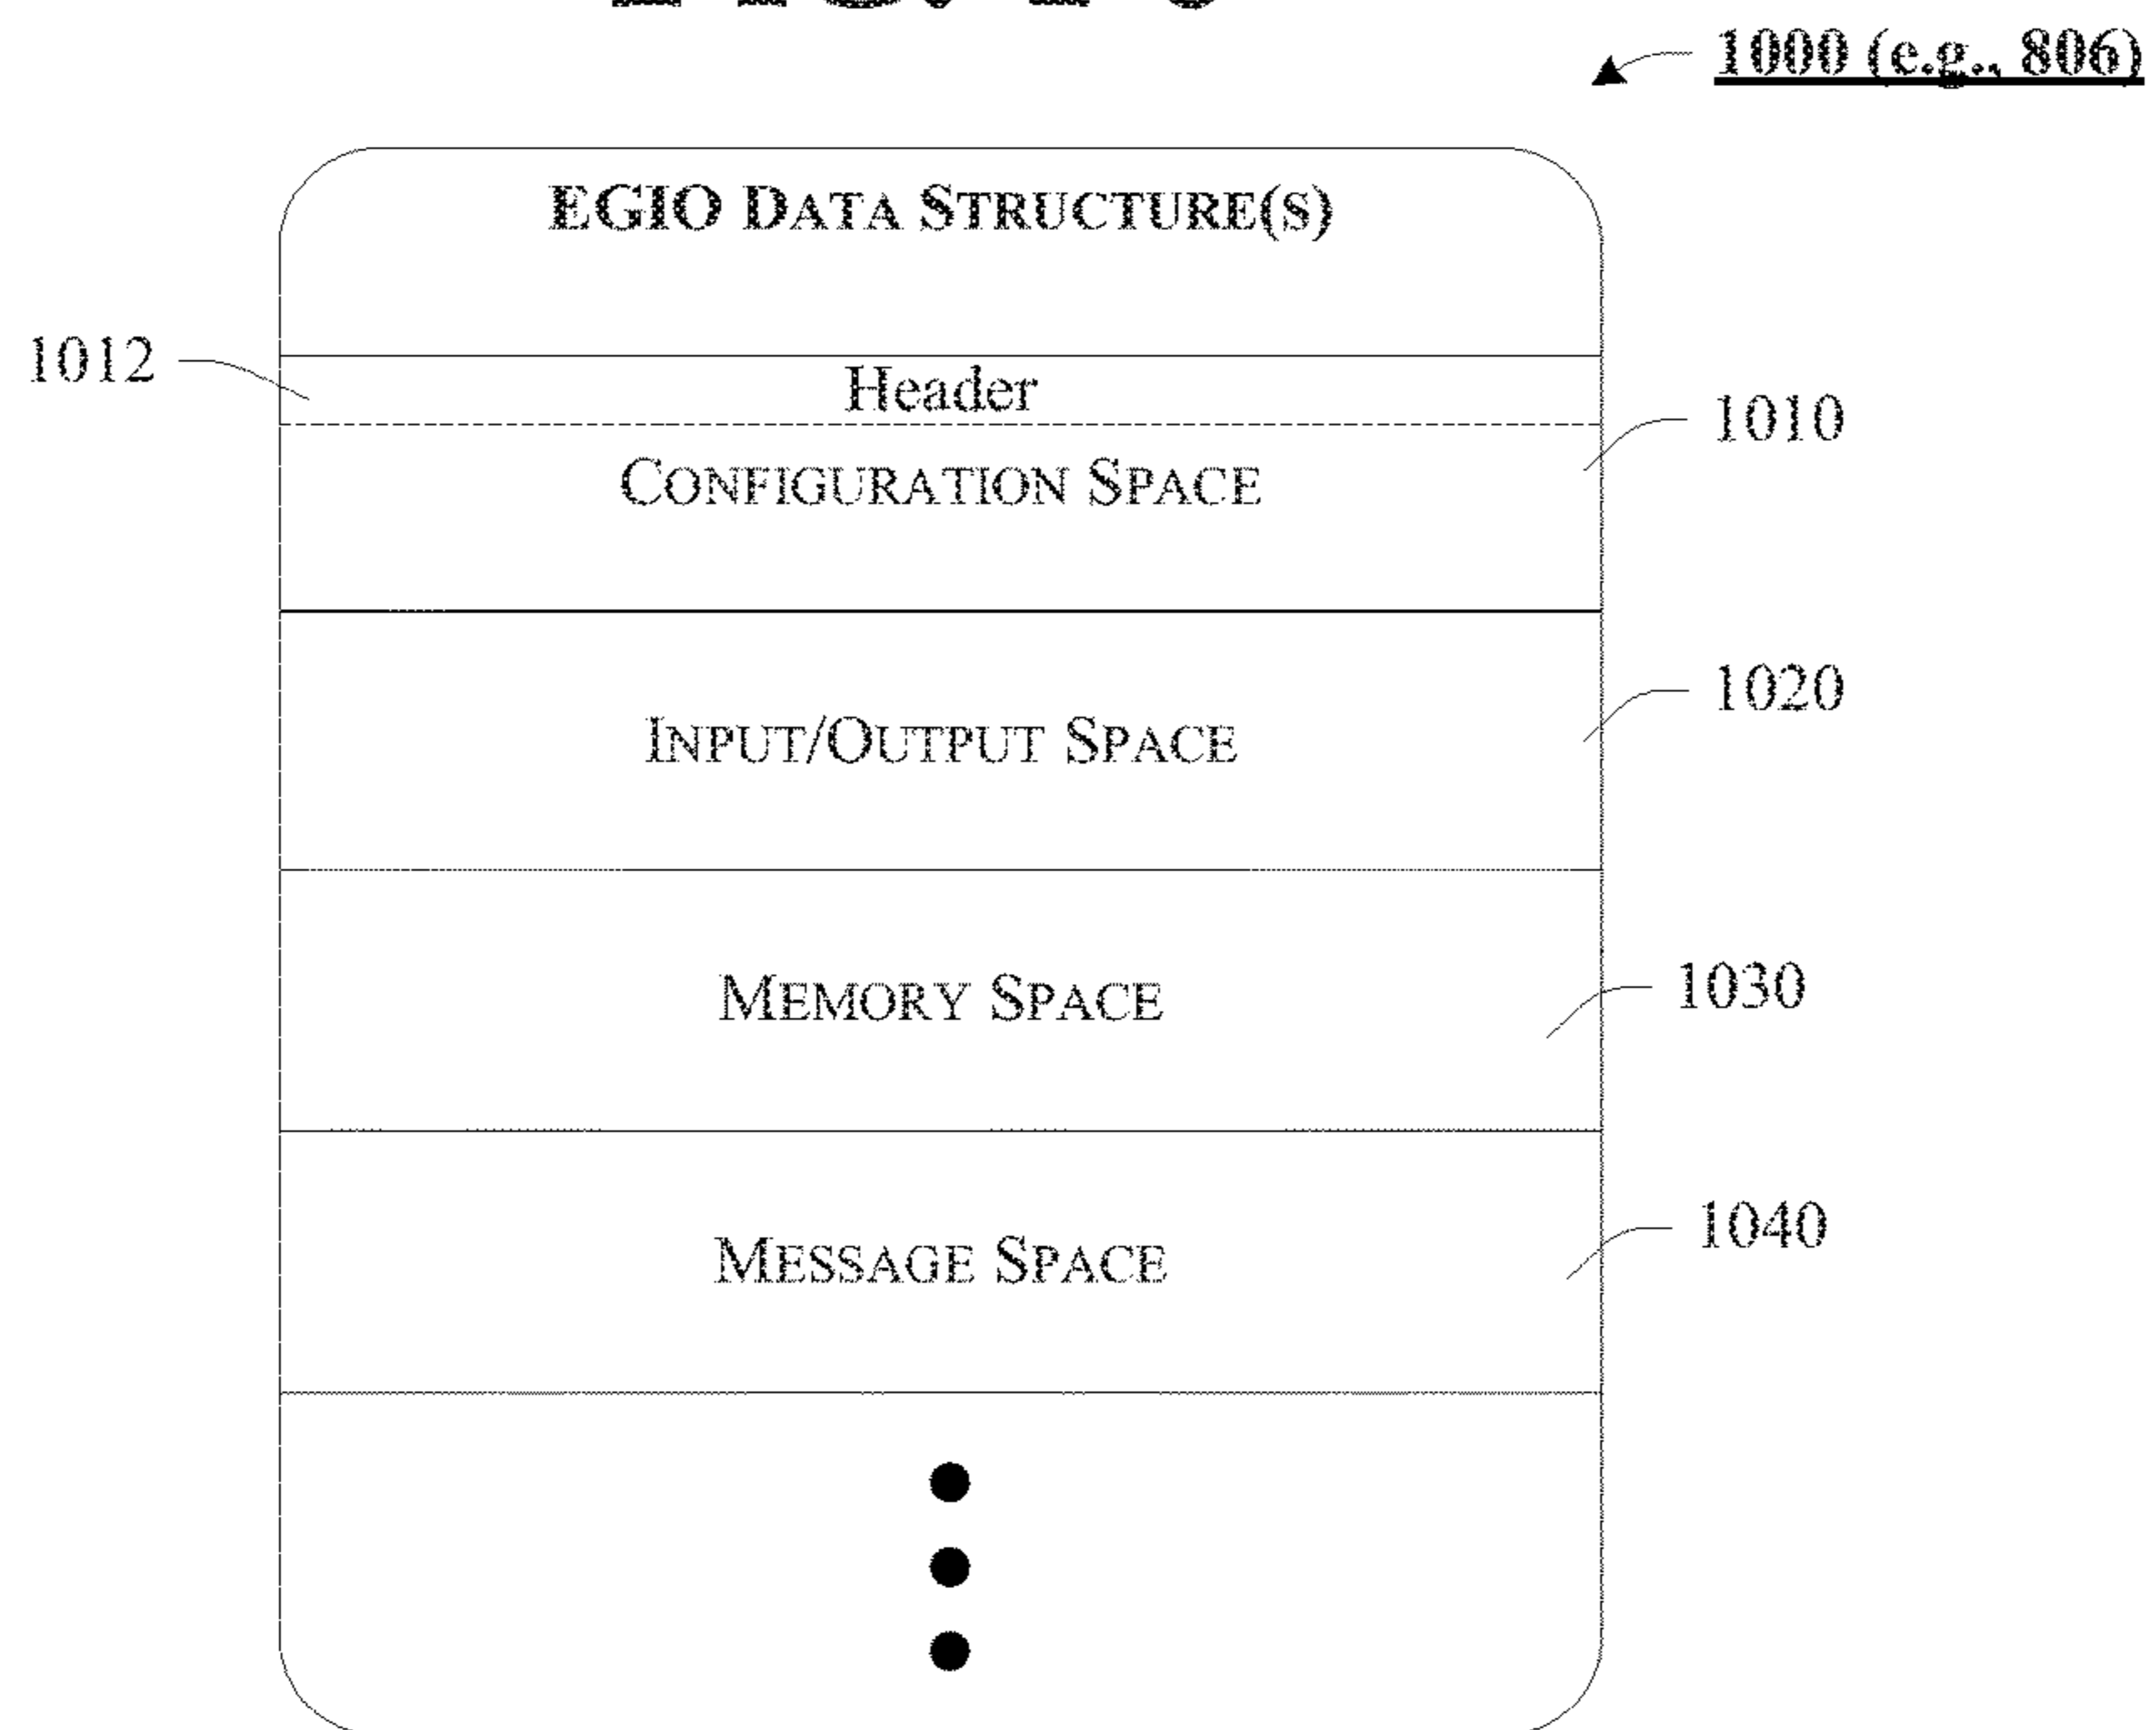 1000 (e.g., 806)
EGIO DATA STRUCTURE(S)
1012
Header
1010
CONFIGURATION SPACE
1020
INPUT/OUTPUT SPACE
1030
MEMORY SPACE
1040
MESSAGE SPACE